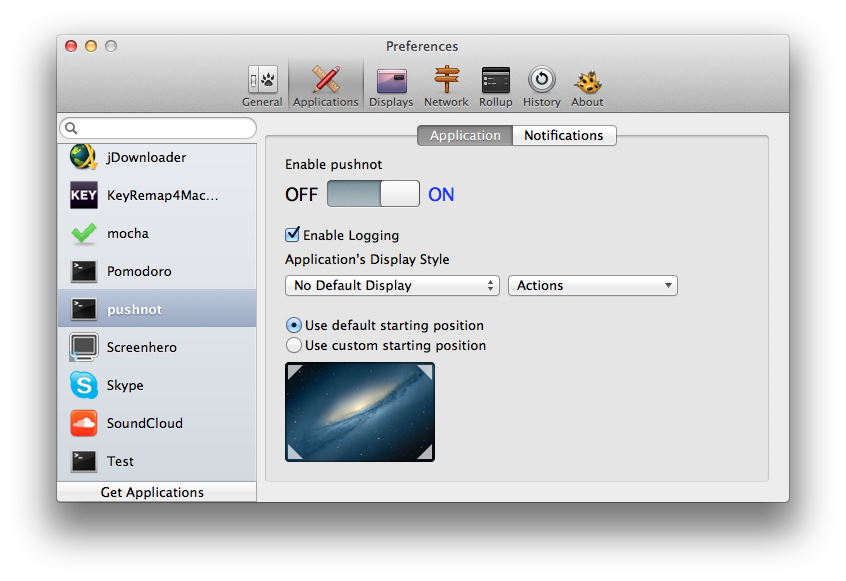 Preferences
General
Applications
Displays
Network
Rollup
History
About
jDownloader
KEY
KeyRemap4Mac...
mocha
Pomodoro
pushnot
Screenhero
Skype
SoundCloud
Test
Get Applications
Application
Notifications
Enable pushnot
OFF ON
Enable Logging
Application's Display Style
No Default Display
Actions
Use default starting position
Use custom starting position